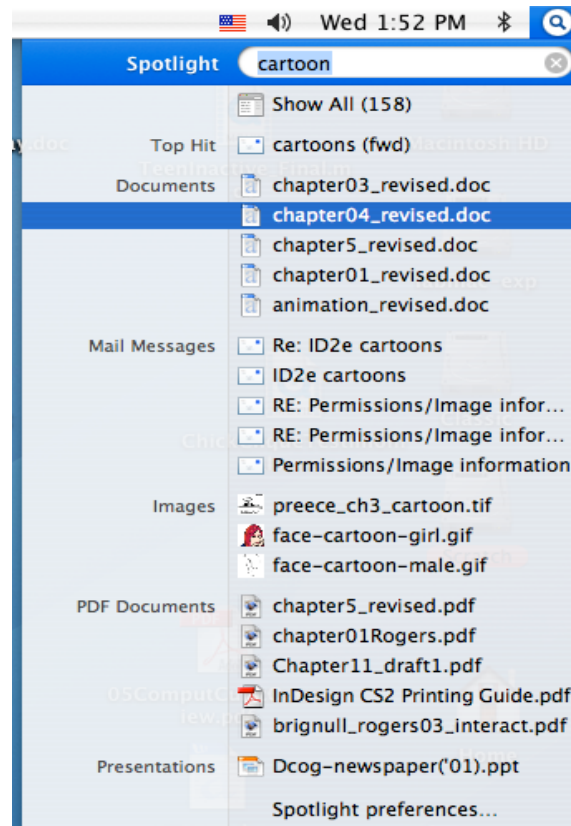 Wed 1:52 PM
Spotlight cartoon
Show All (158)
Top Hit cartoons (fwd)
Documents chapter03_revised.doc
chapter04_revised.doc
chapter5_revised.doc
chapter01_revised.doc
animation_revised.doc
Mail Messages Re: ID2e cartoons
ID2e cartoons
RE: Permissions/Image infor...
RE: Permissions/Image infor...
Permissions/Image information
Images preece_ch3_cartoon.tif
face-cartoon-girl.gif
face-cartoon-male.gif
PDF Documents chapter5_revised.pdf
chapter01Rogers.pdf
Chapter11_draft1.pdf
InDesign CS2 Printing Guide.pdf
brignull_rogers03_interact.pdf
Presentations Dcog-newspaper('01).ppt
Spotlight preferences...